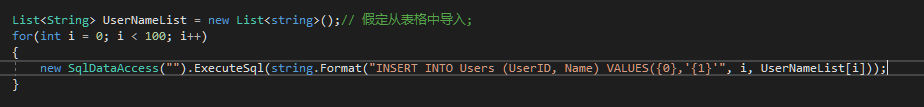 List<String> UserNameList = new List<string>();// 假定从表格中导入;
for(int i = 0; i < 100; i++)
{
new SqlDataAccess("").ExecuteSql(string.Format("INSERT INTO Users (UserID, Name) VALUES({0},'{1}'", i, UserNameList[i]));
}